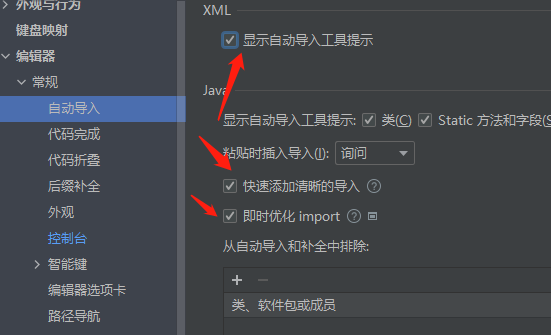 外观与行为
键盘映射
编辑器
常规
自动导入
代码完成
代码折叠
后缀补全
外观
控制台
智能键
编辑器选项卡
路径导航
XML
显示自动导入工具提示
Java
显示自动导入工具提示: 类(C) Static 方法和字段(S
粘贴时插入导入(I): 询问
快速添加清晰的导入
即时优化 import
从自动导入和补全中排除:
类、软件包或成员